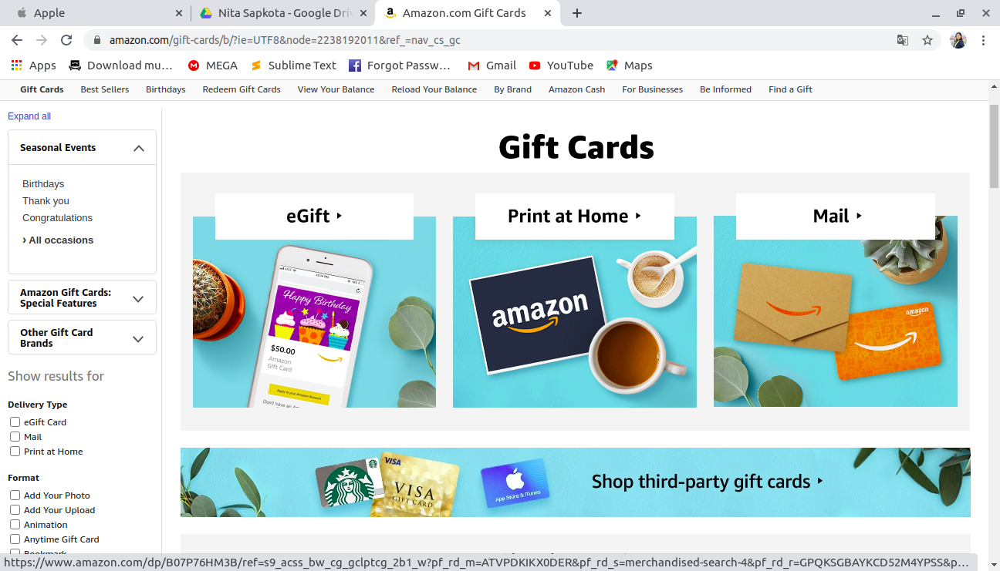 Apple
Nita Sapkota - Google Driv
Amazon.com Gift Cards
amazon.com/gift-cards/b/?ie=UTF8&node=2238192011&ref_=nav_cs_gc
Apps Download mu... MEGA Sublime Text Forgot Passw... Gmail YouTube Maps
Gift Cards Best Sellers Birthdays Redeem Gift Cards View Your Balance Reload Your Balance By Brand Amazon Cash For Businesses Be Informed Find a Gift
Expand all
Seasonal Events
Birthdays
Thank you
Congratulations
› All occasions
Amazon Gift Cards:
Special Features
Other Gift Card
Brands
Show results for
Delivery Type
eGift Card
Mail
Print at Home
Format
Add Your Photo
Add Your Upload
Animation
Anytime Gift Card
Bookmark
Gift Cards
eGift
Happy Birthday
$50.00
Amazon
Gift Card
Apply to your Amazon Account
Don't have an
Print at Home
amazon
Mail
amazon
VISA
VISA
GIFT CARD
App Store & iTunes
Shop third-party gift cards
https://www.amazon.com/dp/B07P76HM3B/ref=s9_acss_bw_cg_gclptcg_2b1_w?pf_rd_m=ATVPDKIKX0DER&pf_rd_s=merchandised-search-4&pf_rd_r=GPQKSGBAYKCD52M4YPSS&p...